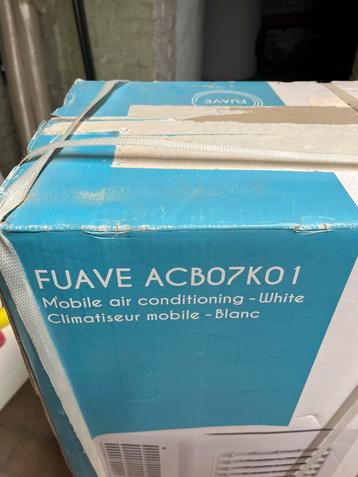 FUAVE
FUAVE ACB07K01
Mobile air conditioning - White
Climatiseur mobile - Blanc